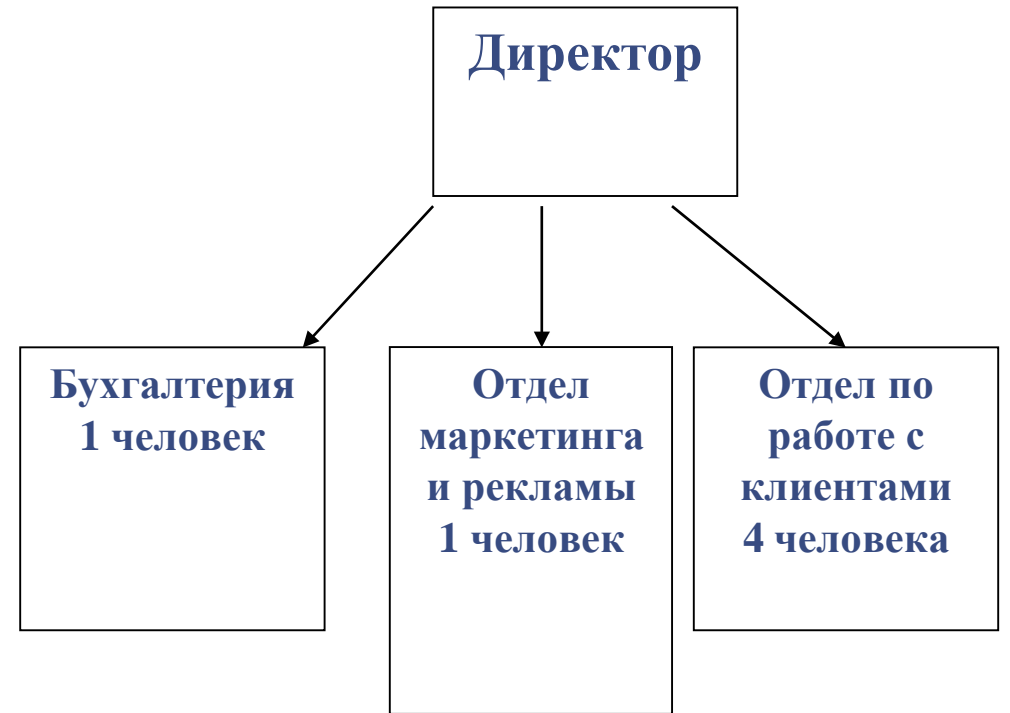 Директор
Бухгалтерия
1 человек
Отдел
маркетинга
и рекламы
1 человек
Отдел по
работе с
клиентами
4 человека